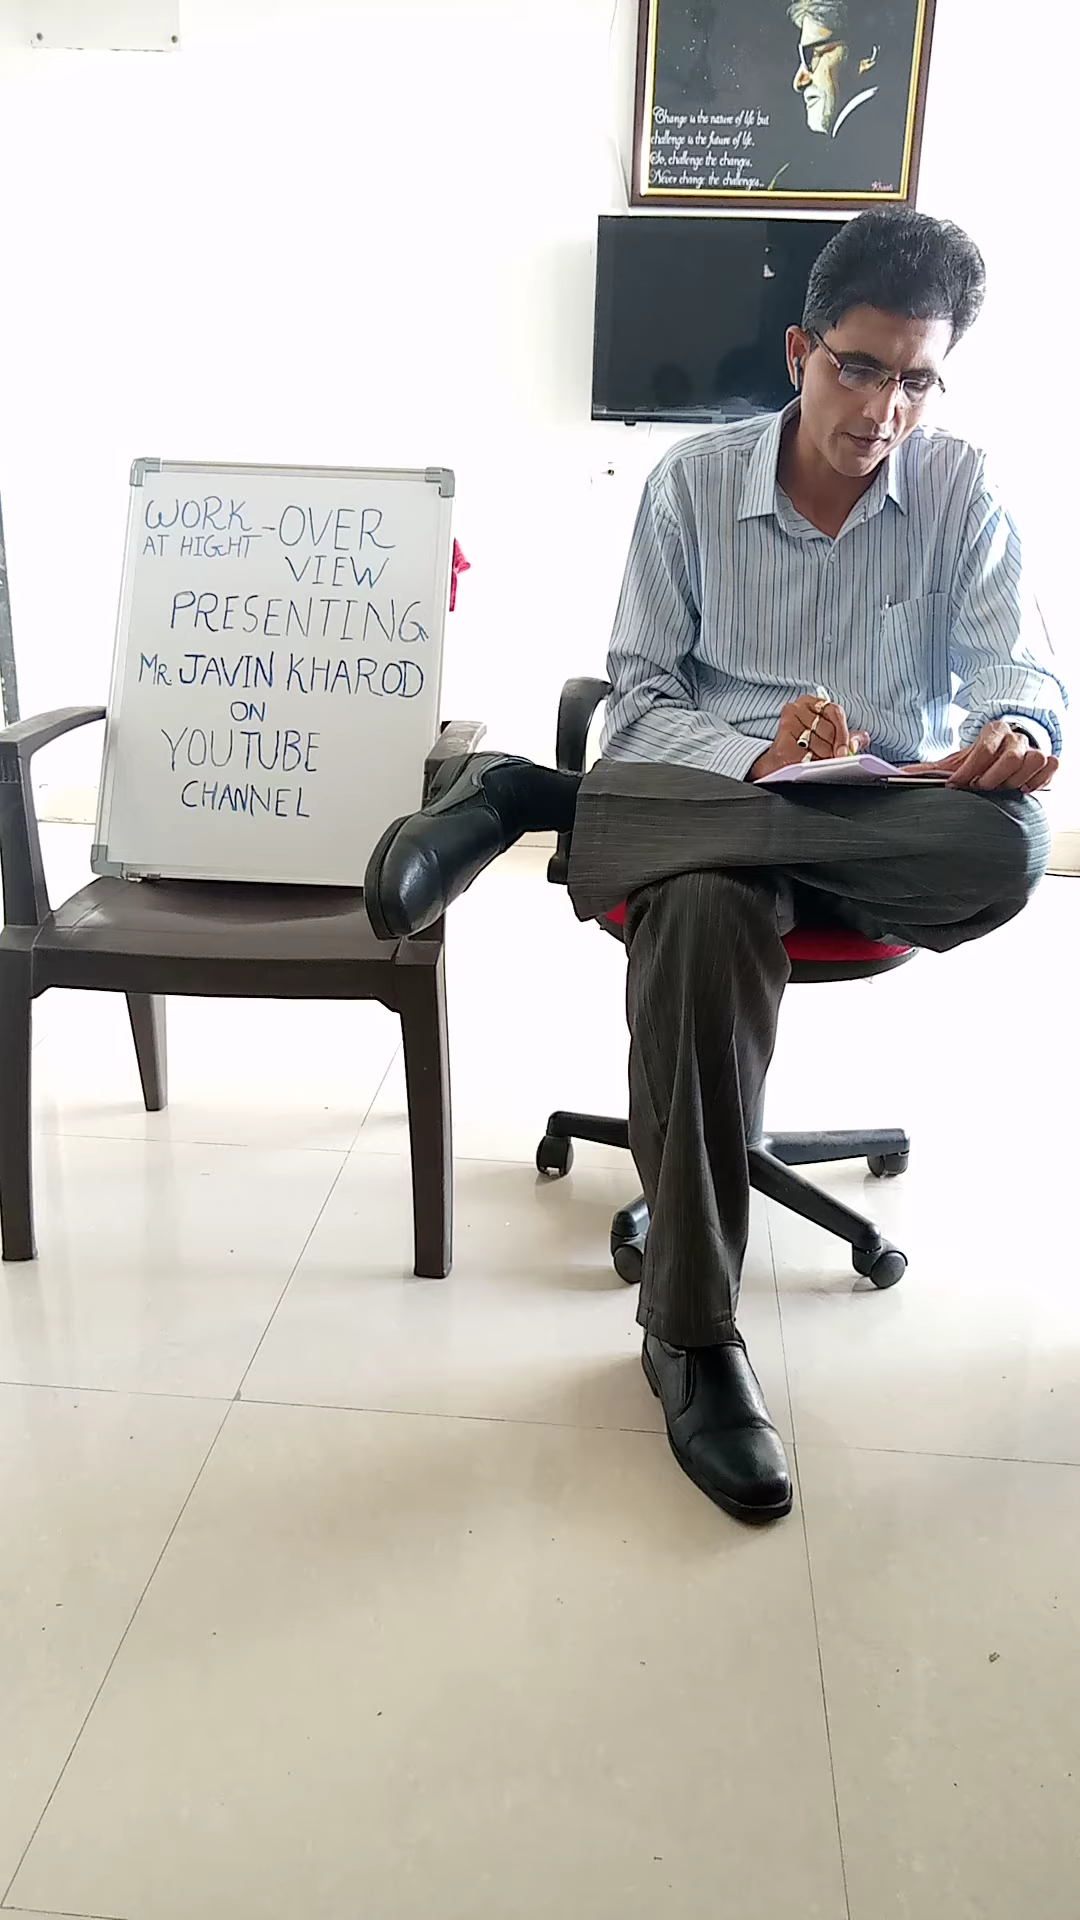 Change is the nature of life but
challenge is the future of life.
So, challenge the changes.
Never change the challenges..
WORK - OVER
AT HIGHT VIEW
PRESENTING
MR. JAVIN KHAROD
ON
YOUTUBE
CHANNEL